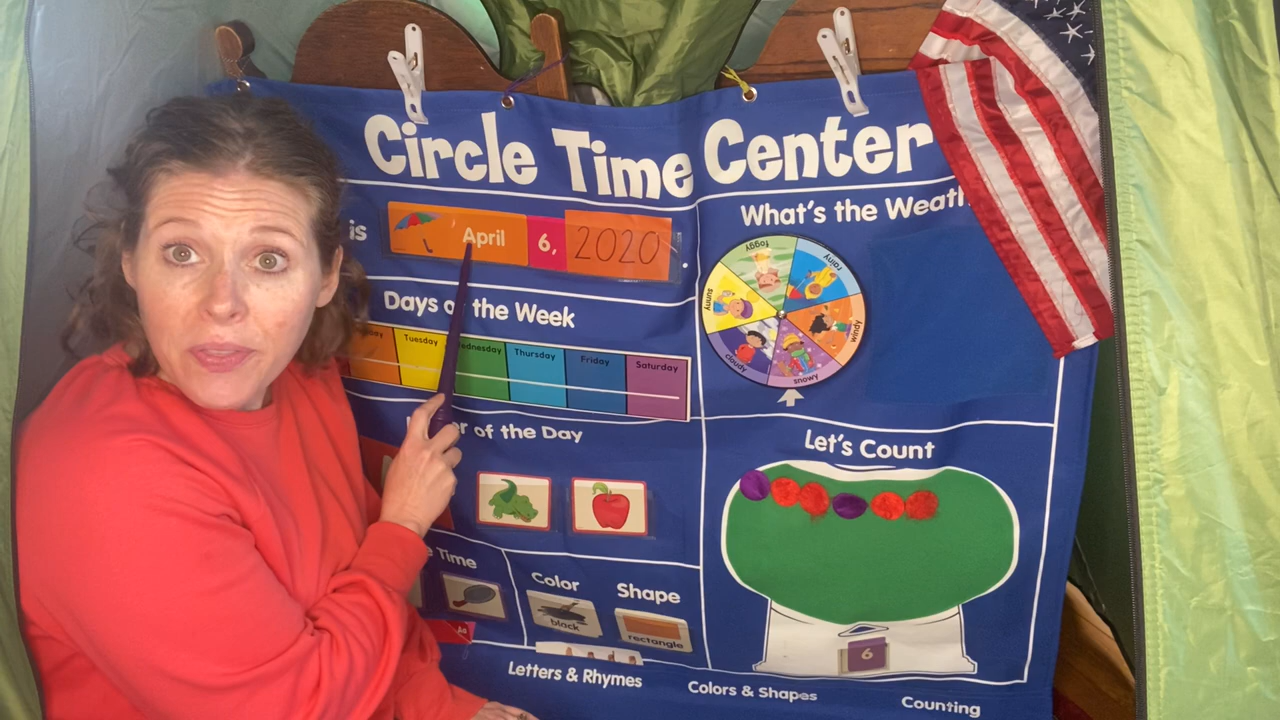 Circle Time Center
is April 6, 2020 .
What's the Weath
foggy
rainy
windy
snowy
cloudy
sunny
Days of the Week
Tuesday
Wednesday
Thursday
Friday
Saturday
of the Day
Let's Count
Time
Color
Shape
black
rectangle
6
Letters & Rhymes
Colors & Shapes
Counting